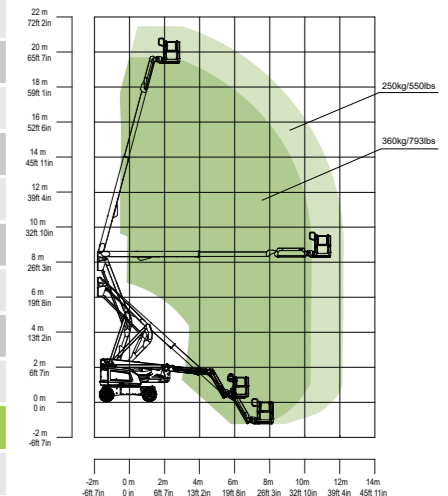 22 m
72ft 2in
20 m
65ft 7in
18 m
59ft 1in
250kg/550lbs
16 m
52ft 6in
360kg/793lbs
14 m
45ft 11in
12 m
39ft 4in
10 m
32ft 10in
8 m
26ft 3in
6 m
19ft 8in
4 m
13ft 2in
2 m
6ft 7in
0 m
0 in
-2 m
-6ft 7in
-2m 0 m 2m 4m 6m 8m 10m 12m 14m
-6ft 7in 0 in 6ft 7in 13ft 2in 19ft 8in 26ft 3in 32ft 10in 39ft 4in 45ft 11in